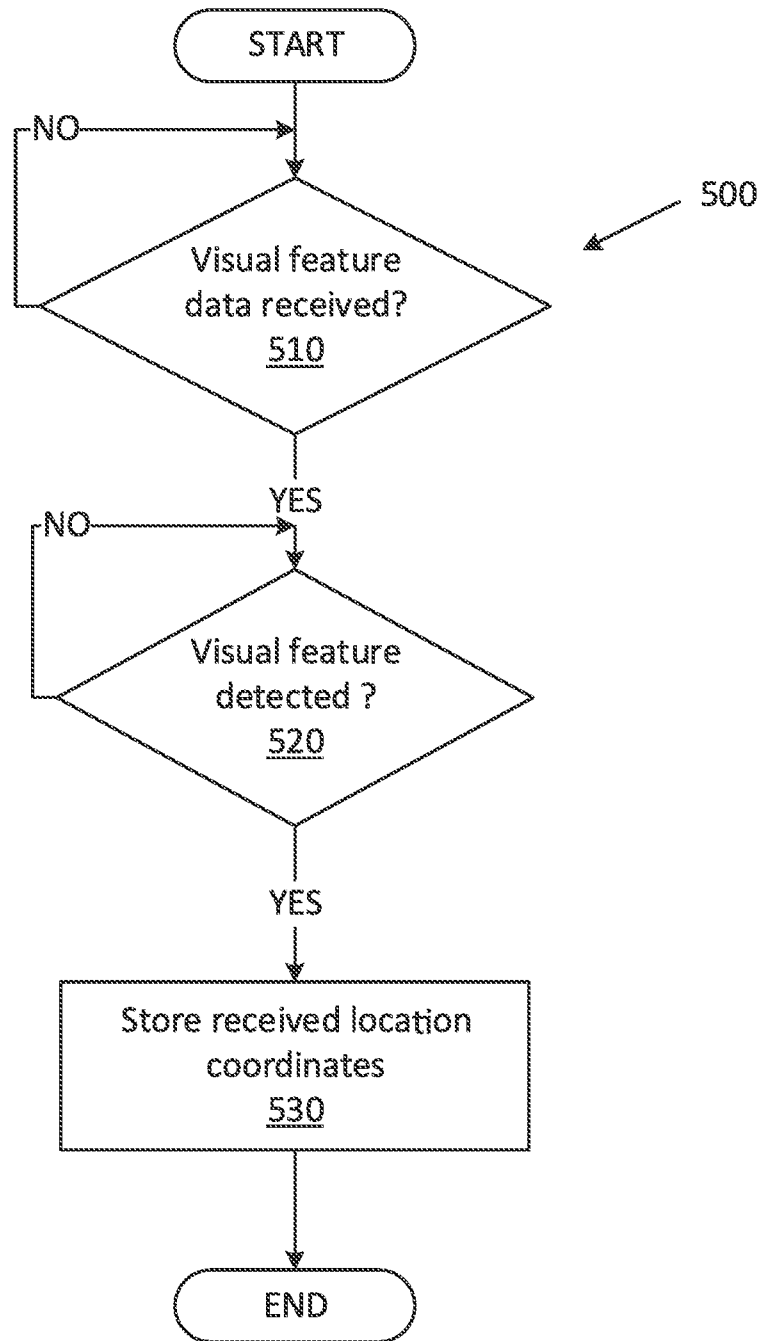 START
NO
500
Visual feature
data received?
510
YES
NO
Visual feature
detected ?
520
YES
Store received location
coordinates
530
END